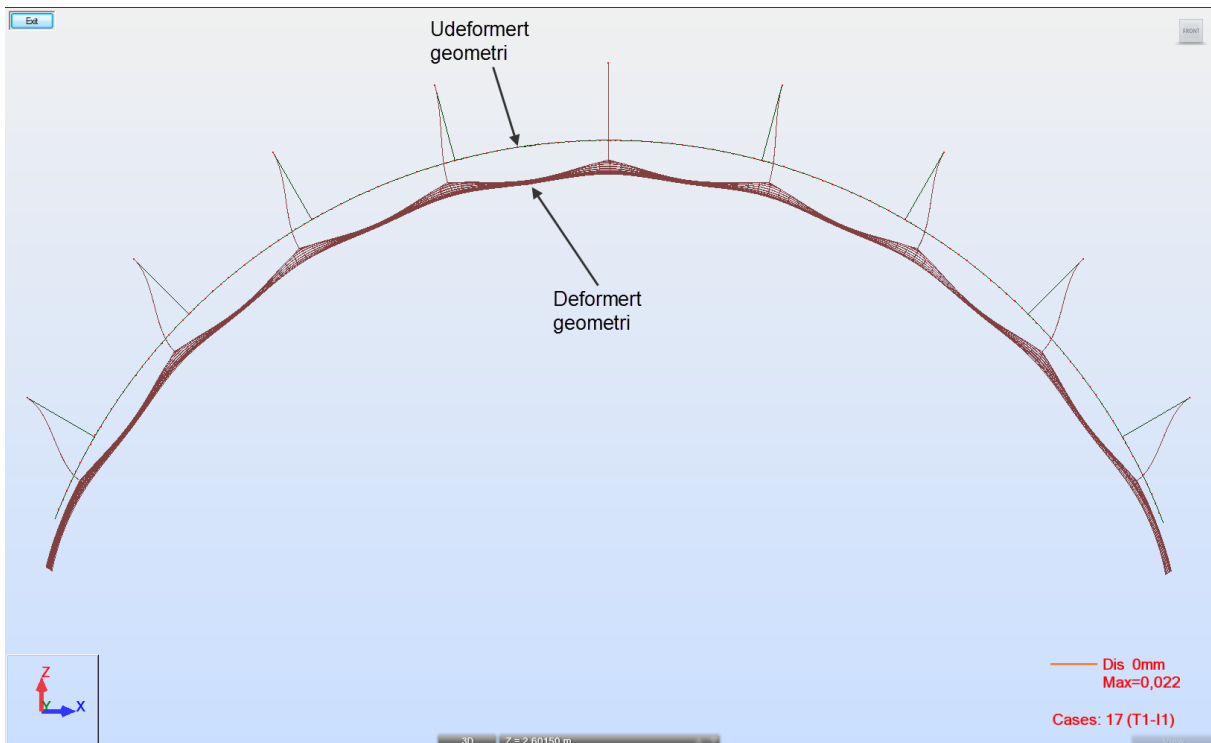 Exit
FRONT
Udeformert
geometri
Deformert
geometri
Z
Y
X
Dis 0mm
Max=0,022
Cases: 17 (T1-I1)
3D
Z = 2,60150 m